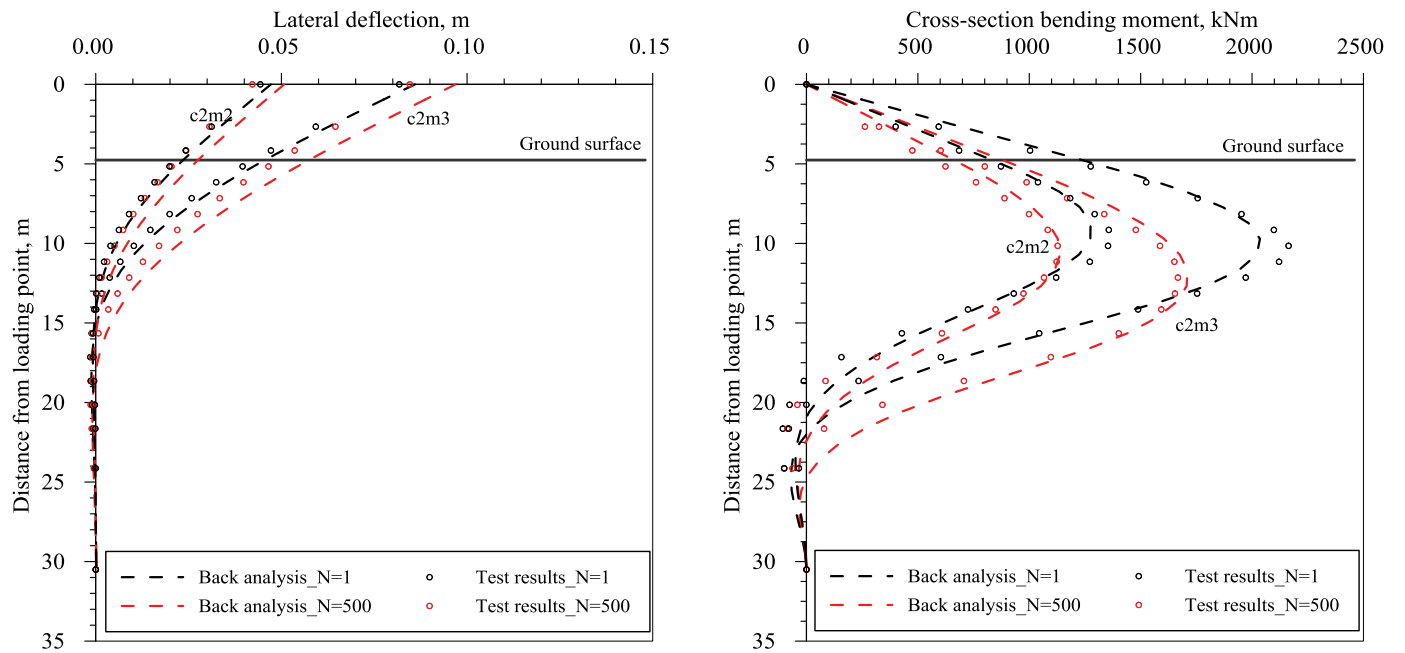 Lateral deflection, m
0.00 0.05 0.10 0.15
0
5
10
15
20
25
30
35
Distance from loading point, m
c2m2
c2m3
Ground surface
Back analysis_N=1 Test results_N=1
Back analysis_N=500 Test results_N=500
Cross-section bending moment, kNm
0 500 1000 1500 2000 2500
0
5
10
15
20
25
30
35
Distance from loading point, m
Ground surface
c2m2
c2m3
Back analysis_N=1 Test results_N=1
Back analysis_N=500 Test results_N=500